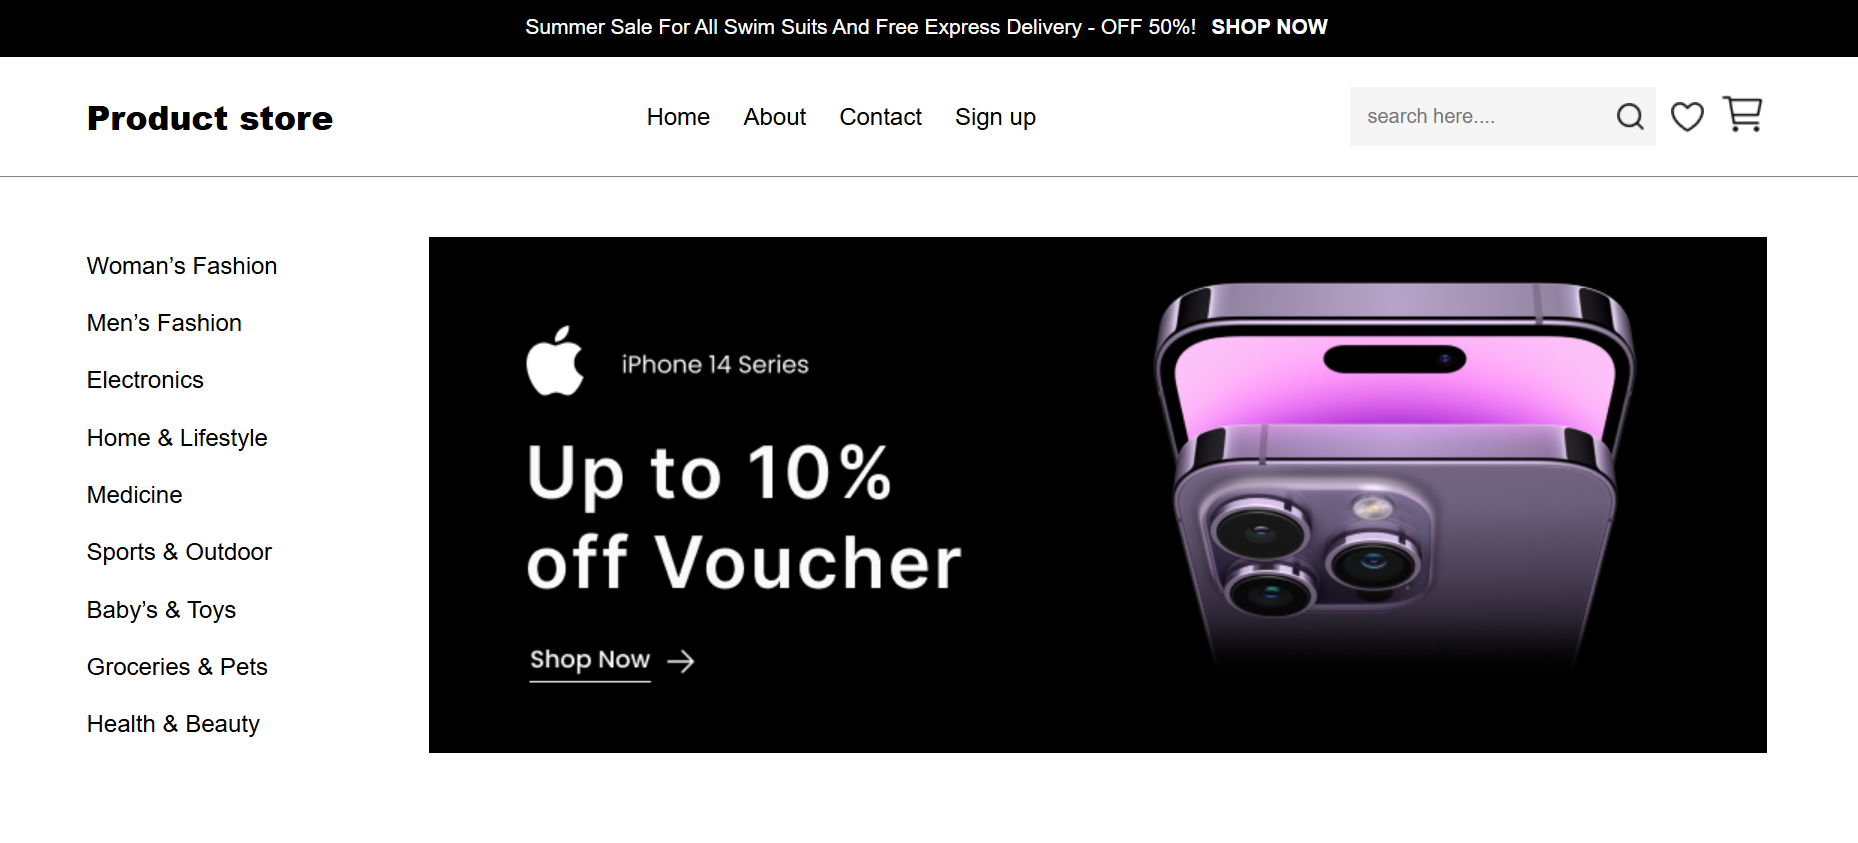 Summer Sale For All Swim Suits And Free Express Delivery - OFF 50%! SHOP NOW
Product store
Home About Contact Sign up
search here....
Woman’s Fashion
Men’s Fashion
Electronics
Home & Lifestyle
Medicine
Sports & Outdoor
Baby’s & Toys
Groceries & Pets
Health & Beauty
iPhone 14 Series
Up to 10%
off Voucher
Shop Now